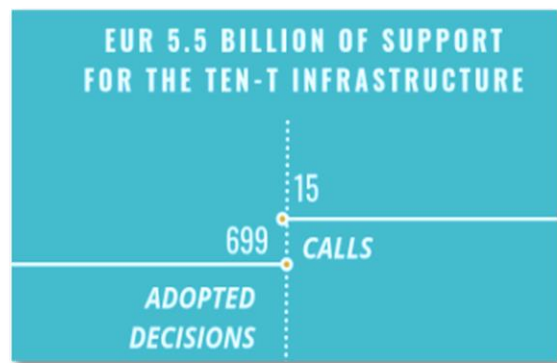 EUR 5.5 BILLION OF SUPPORT
FOR THE TEN-T INFRASTRUCTURE
15
CALLS
699
ADOPTED
DECISIONS